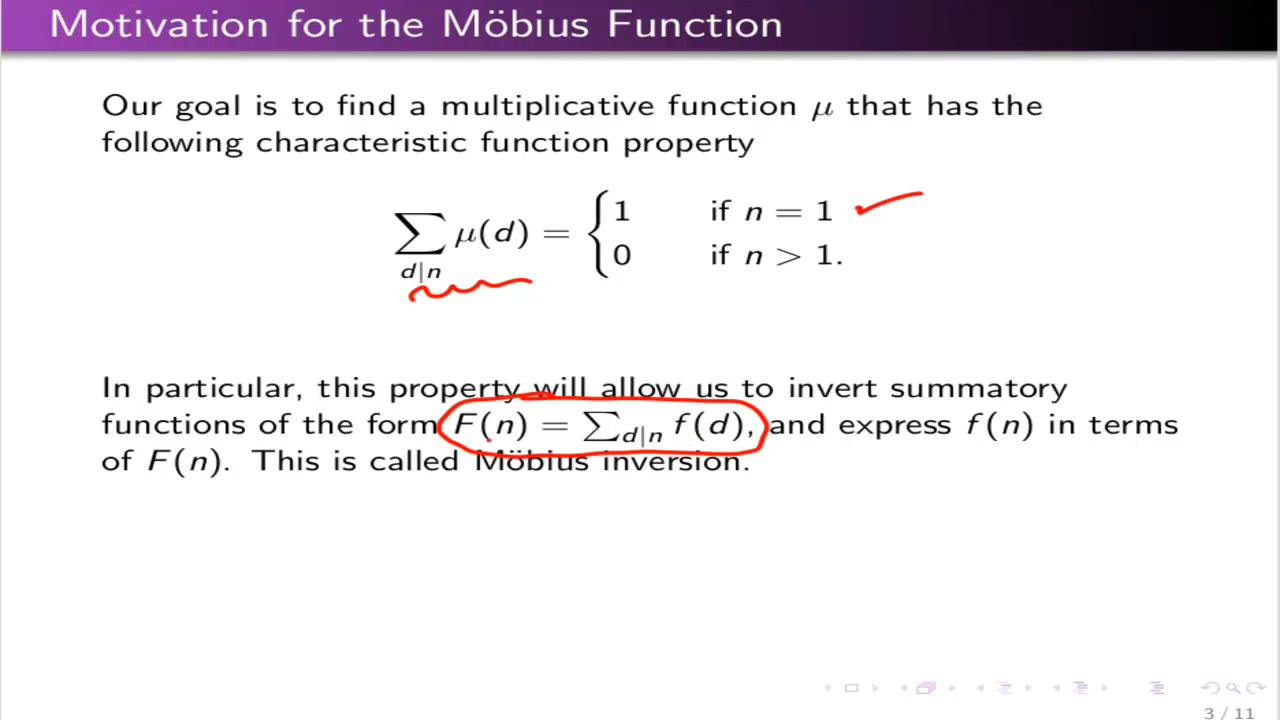 Motivation for the Möbius Function
Our goal is to find a multiplicative function μ that has the
following characteristic function property
∑_{d|n} μ(d) = { 1 if n = 1
0 if n > 1.
In particular, this property will allow us to invert summatory
functions of the form F(n) = ∑_{d|n} f(d), and express f(n) in terms
of F(n). This is called Möbius inversion.
3 / 11